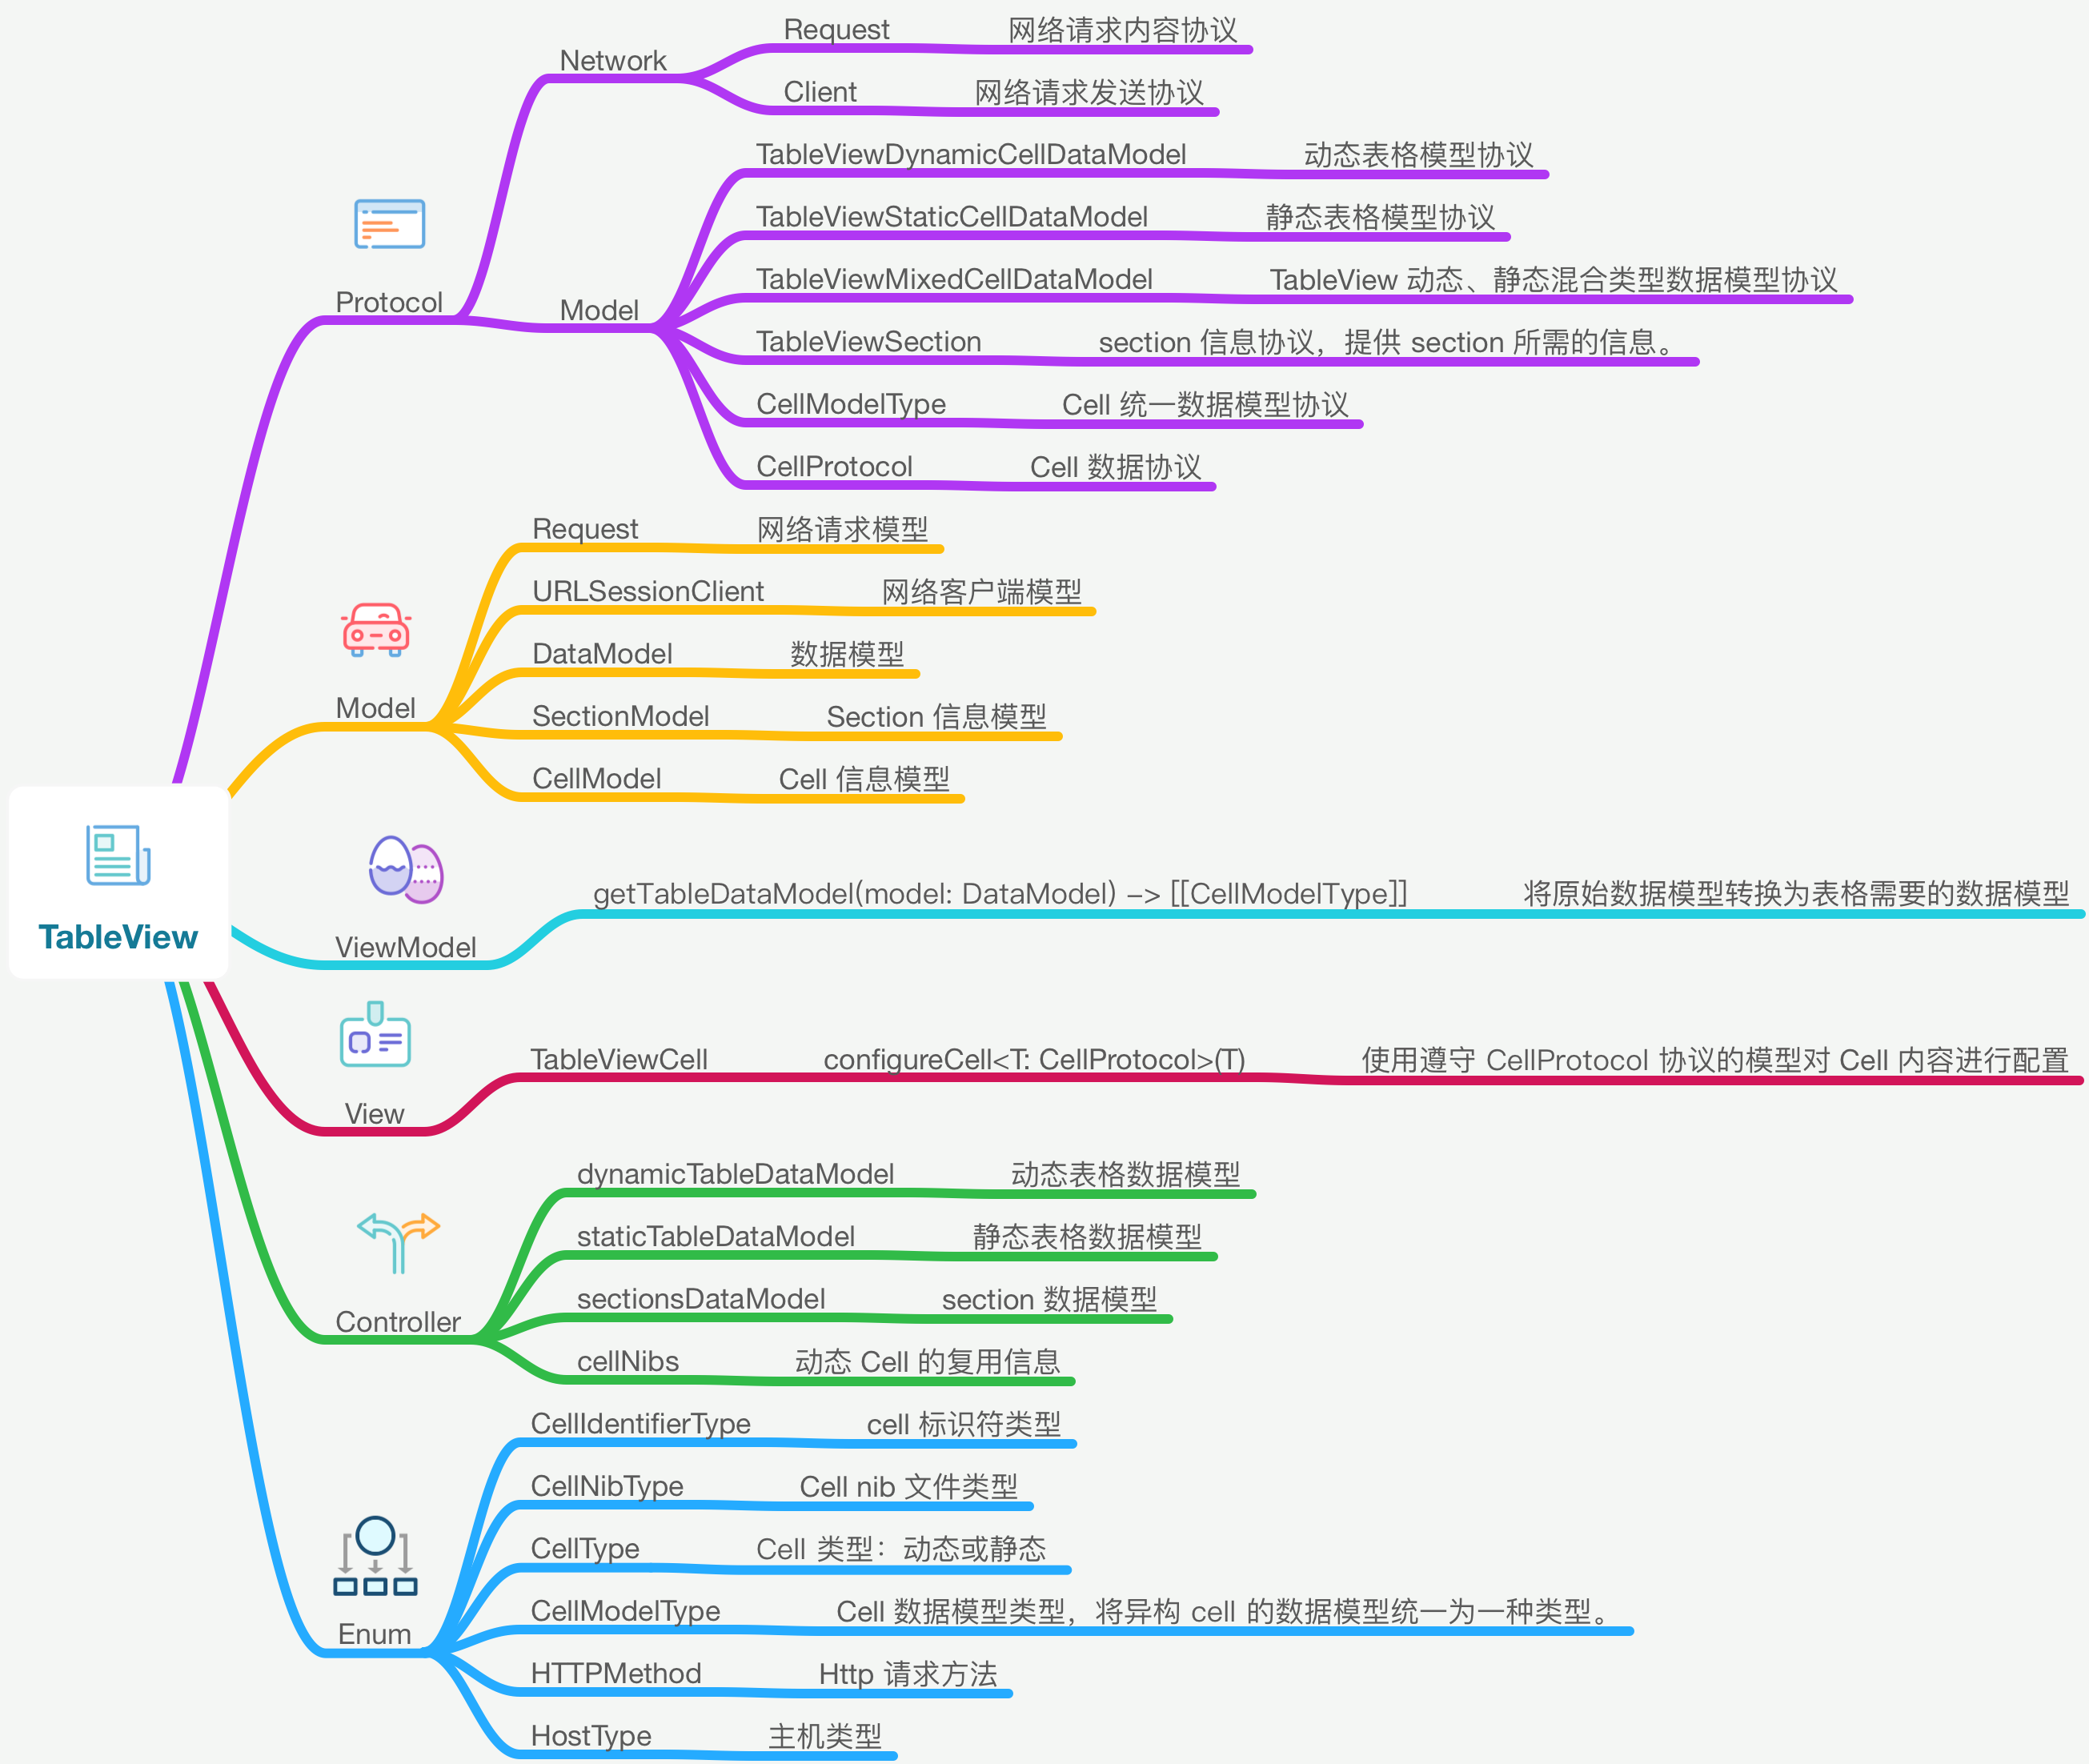 TableView
Protocol
Network
Request 网络请求内容协议
Client 网络请求发送协议
Model
TableViewDynamicCellDataModel 动态表格模型协议
TableViewStaticCellDataModel 静态表格模型协议
TableViewMixedCellDataModel TableView 动态、静态混合类型数据模型协议
TableViewSection section 信息协议，提供 section 所需的信息。
CellModelType Cell 统一数据模型协议
CellProtocol Cell 数据协议
Model
Request 网络请求模型
URLSessionClient 网络客户端模型
DataModel 数据模型
SectionModel Section 信息模型
CellModel Cell 信息模型
ViewModel
getTableDataModel(model: DataModel) -> [[CellModelType]] 将原始数据模型转换为表格需要的数据模型
View
TableViewCell configureCell<T: CellProtocol>(T) 使用遵守 CellProtocol 协议的模型对 Cell 内容进行配置
Controller
dynamicTableDataModel 动态表格数据模型
staticTableDataModel 静态表格数据模型
sectionsDataModel section 数据模型
cellNibs 动态 Cell 的复用信息
Enum
CellIdentifierType cell 标识符类型
CellNibType Cell nib 文件类型
CellType Cell 类型：动态或静态
CellModelType Cell 数据模型类型，将异构 cell 的数据模型统一为一种类型。
HTTPMethod Http 请求方法
HostType 主机类型